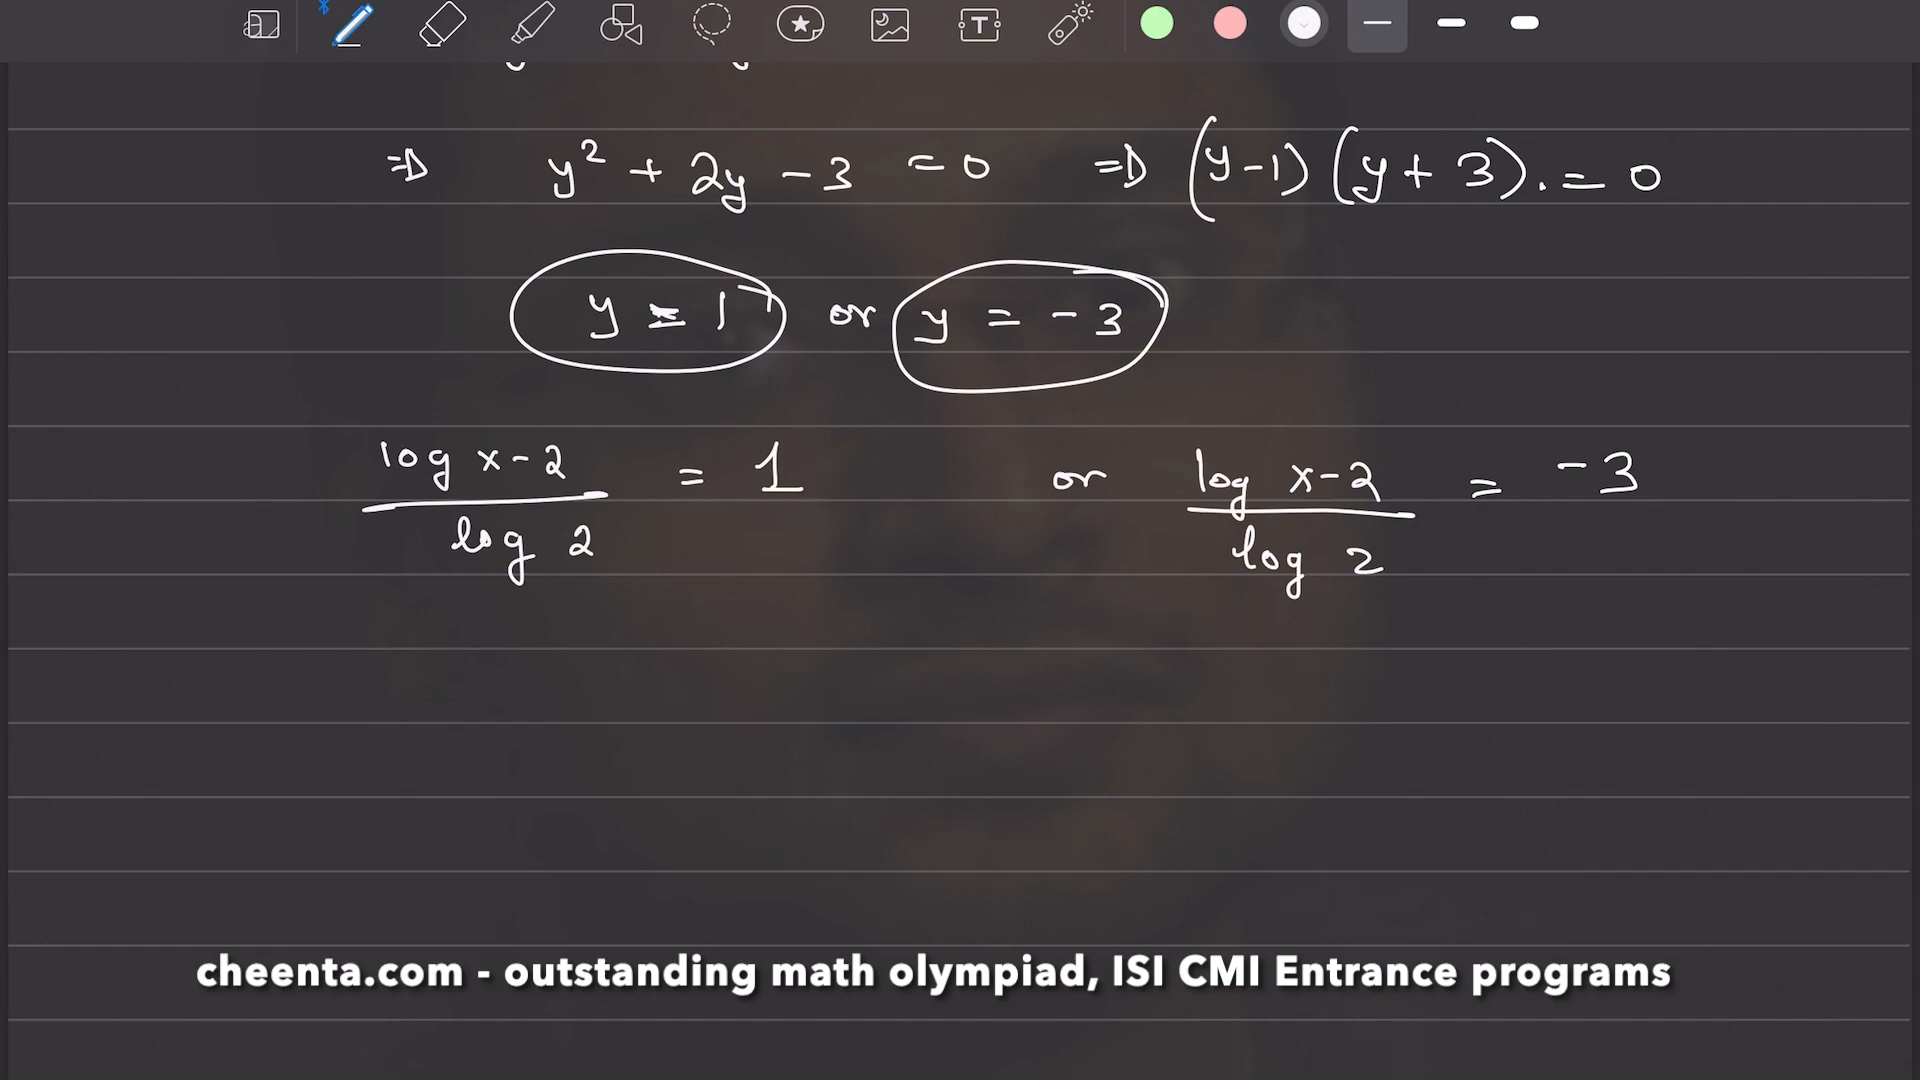 ⇒ y² + 2y - 3 = 0 ⇒ (y-1) (y + 3). = 0
y = 1 or y = - 3
log x-2 / log 2 = 1 or log x-2 / log 2 = -3
cheenta.com - outstanding math olympiad, ISI CMI Entrance programs